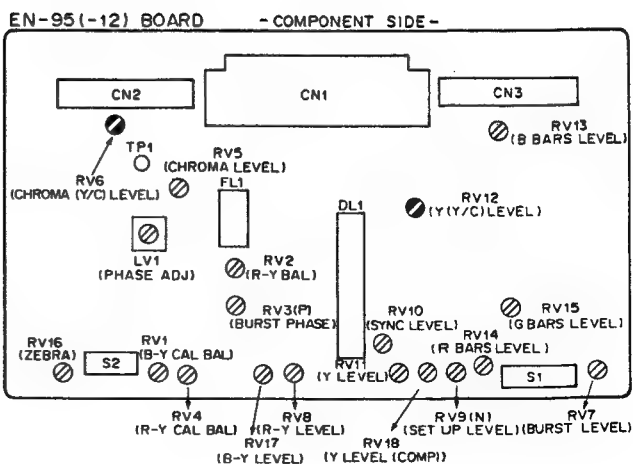 EN-95(-12) BOARD -COMPONENT SIDE-
CN2
CN1
CN3
RV13
(B BARS LEVEL)
TP1
RV5
(CHROMA LEVEL)
RV6
(CHROMA (Y/C) LEVEL)
FL1
DL1
RV12
(Y (Y/C) LEVEL)
LV1
(PHASE ADJ)
RV2
(R-Y BAL)
RV3(P)
(BURST PHASE)
RV10
(SYNC LEVEL)
RV15
(G BARS LEVEL)
RV14
(R BARS LEVEL)
RV16
(ZEBRA)
S2
RV1
(B-Y CAL BAL)
RV11
(Y LEVEL)
S1
RV4
(R-Y CAL BAL)
RV17
(B-Y LEVEL)
RV8
(R-Y LEVEL)
RV18
(Y LEVEL (COMP))
RV9(N)
(SET UP LEVEL)
RV7
(BURST LEVEL)